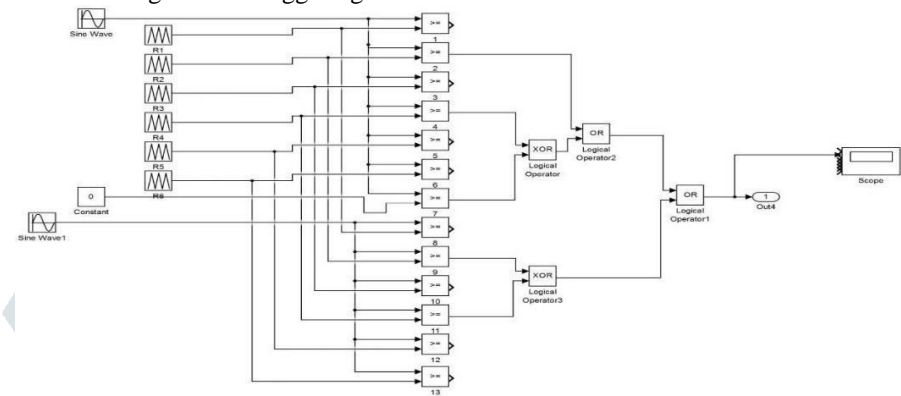 Sine Wave
>=
1
R1
>=
2
R2
>=
3
R3
>=
4
R4
>=
5
R5
>=
6
R6
>=
7
0
Constant
Sine Wave1
>=
8
>=
9
>=
10
>=
11
>=
12
>=
13
XOR
Logical
Operator
OR
Logical
Operator2
XOR
Logical
Operator3
OR
Logical
Operator1
1
Out4
Scope